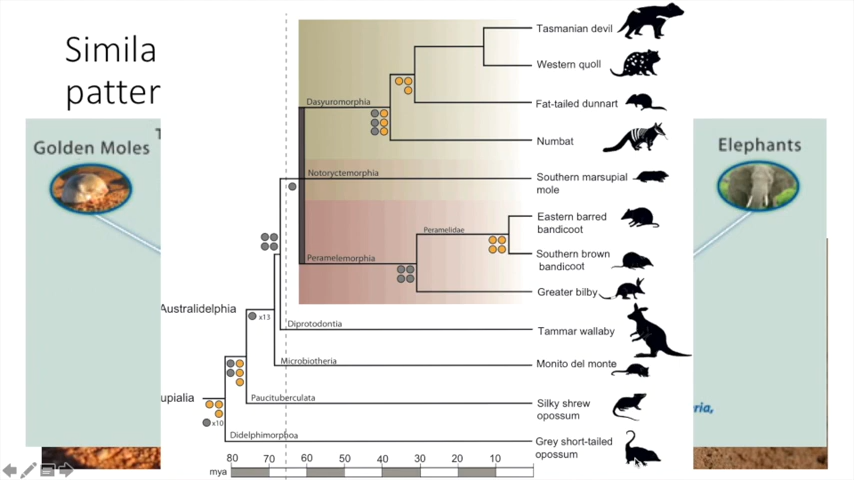 Simila
patter
Golden Moles
T
Elephants
ria,
Tasmanian devil
Western quoll
Fat-tailed dunnart
Numbat
Southern marsupial
mole
Eastern barred
bandicoot
Southern brown
bandicoot
Greater bilby
Tammar wallaby
Monito del monte
Silky shrew
opossum
Grey short-tailed
opossum
Dasyuromorphia
Notoryctemorphia
Peramelidae
Peramelemorphia
Australidelphia
x13
Diprotodontia
Microbiotheria
upialia
Paucituberculata
x10
Didelphimorphoa
80 70 60 50 40 30 20 10
mya